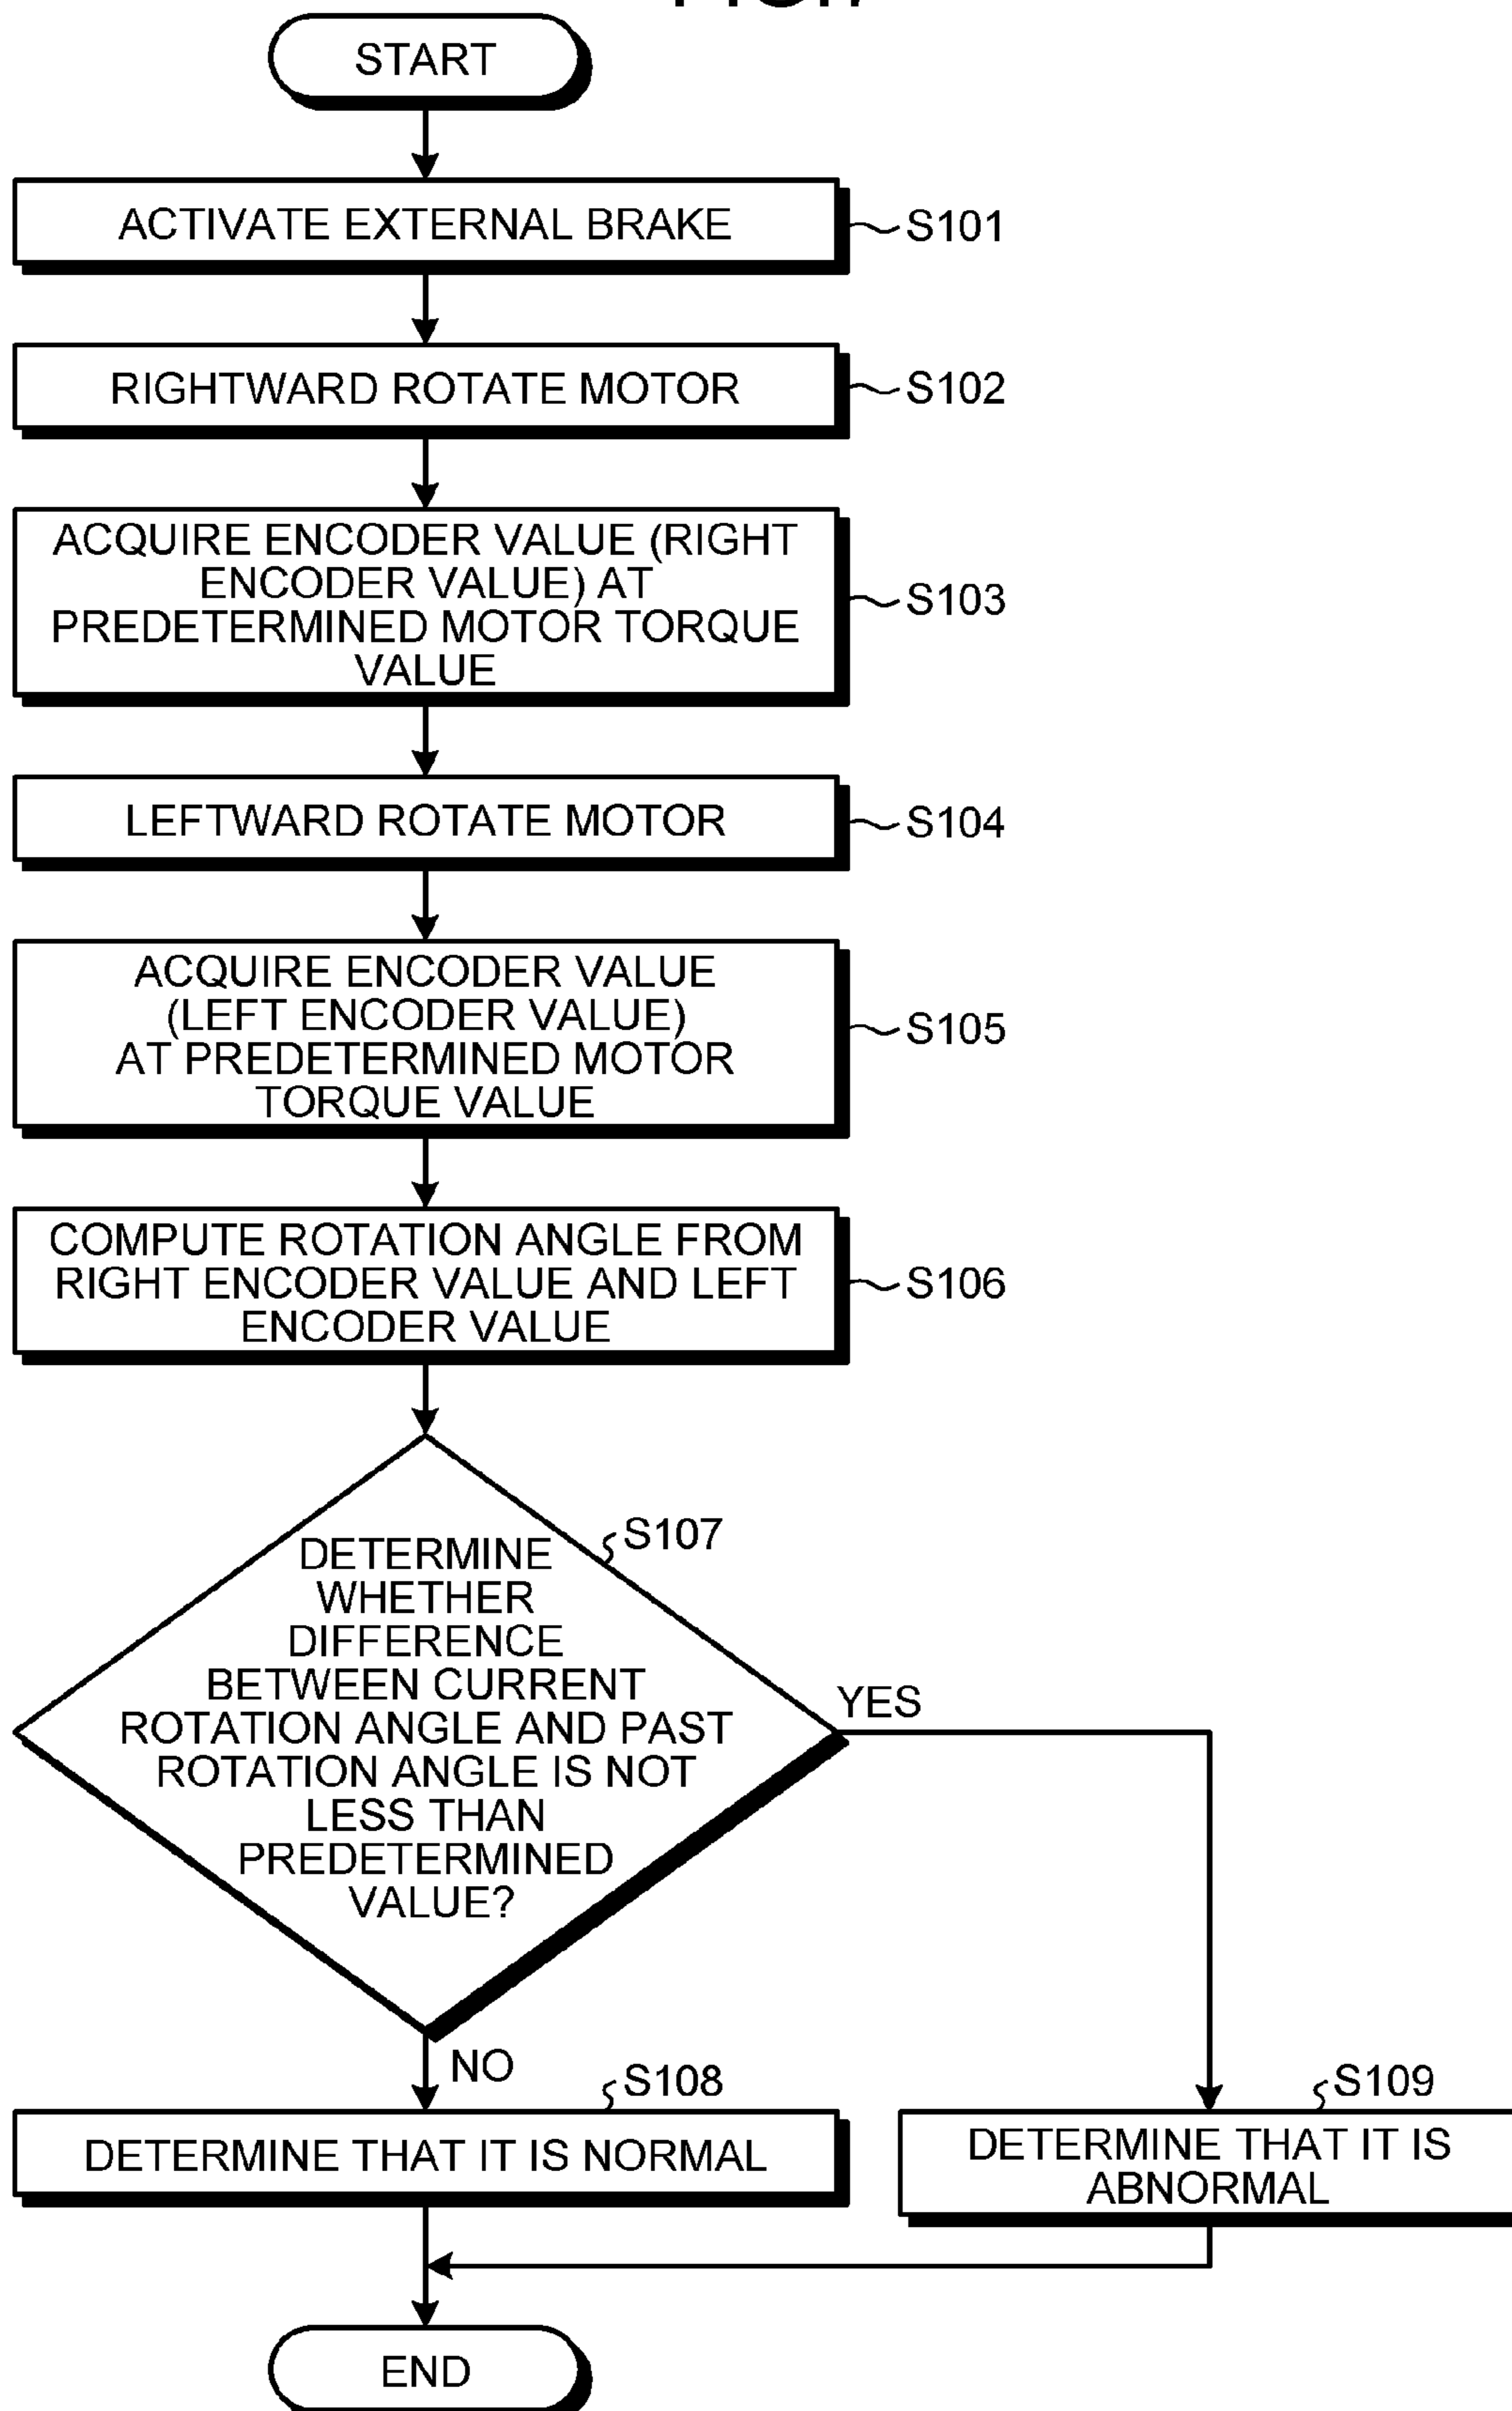 START
ACTIVATE EXTERNAL BRAKE
S101
RIGHTWARD ROTATE MOTOR
S102
ACQUIRE ENCODER VALUE (RIGHT
ENCODER VALUE) AT
PREDETERMINED MOTOR TORQUE
VALUE
S103
LEFTWARD ROTATE MOTOR
S104
ACQUIRE ENCODER VALUE
(LEFT ENCODER VALUE)
AT PREDETERMINED MOTOR
TORQUE VALUE
S105
COMPUTE ROTATION ANGLE FROM
RIGHT ENCODER VALUE AND LEFT
ENCODER VALUE
S106
S107
DETERMINE
WHETHER
DIFFERENCE
BETWEEN CURRENT
ROTATION ANGLE AND PAST
ROTATION ANGLE IS NOT
LESS THAN
PREDETERMINED
VALUE?
YES
NO
S108
DETERMINE THAT IT IS NORMAL
S109
DETERMINE THAT IT IS
ABNORMAL
END